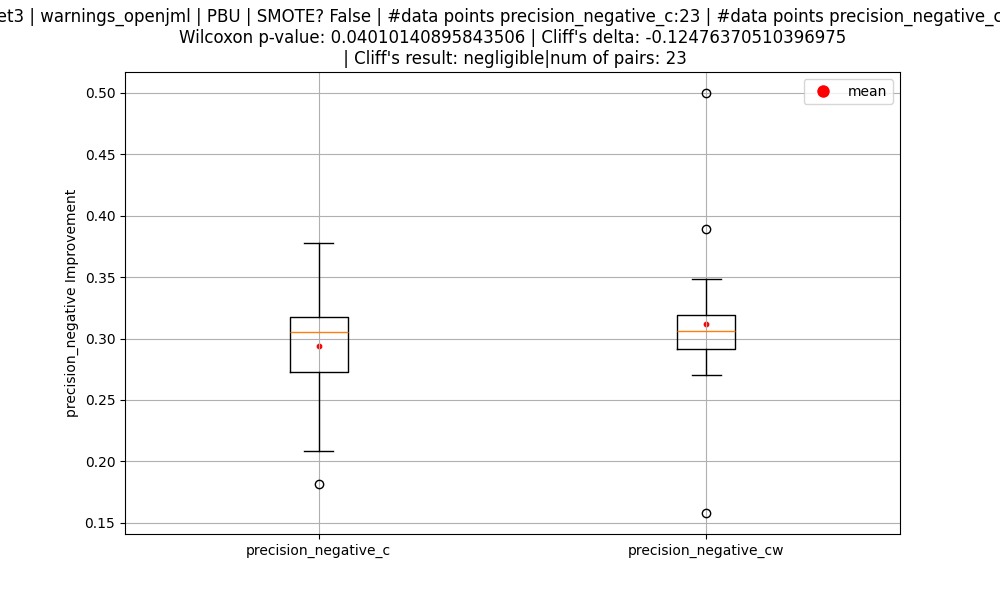 | warnings_openjml | PBU | SMOTE? False | #data points precision_negative_c:23 | #data points
Wilcoxon p-value: 0.04010140895843506 | Cliff's delta: -0.12476370510396975
| Cliff's result: negligible|num of pairs: 23
mean
0.50
0.45
0.40
0.35
0.30
0.25
0.20
0.15
precision_negative Improvement
precision_negative_c
precision_negative_cw